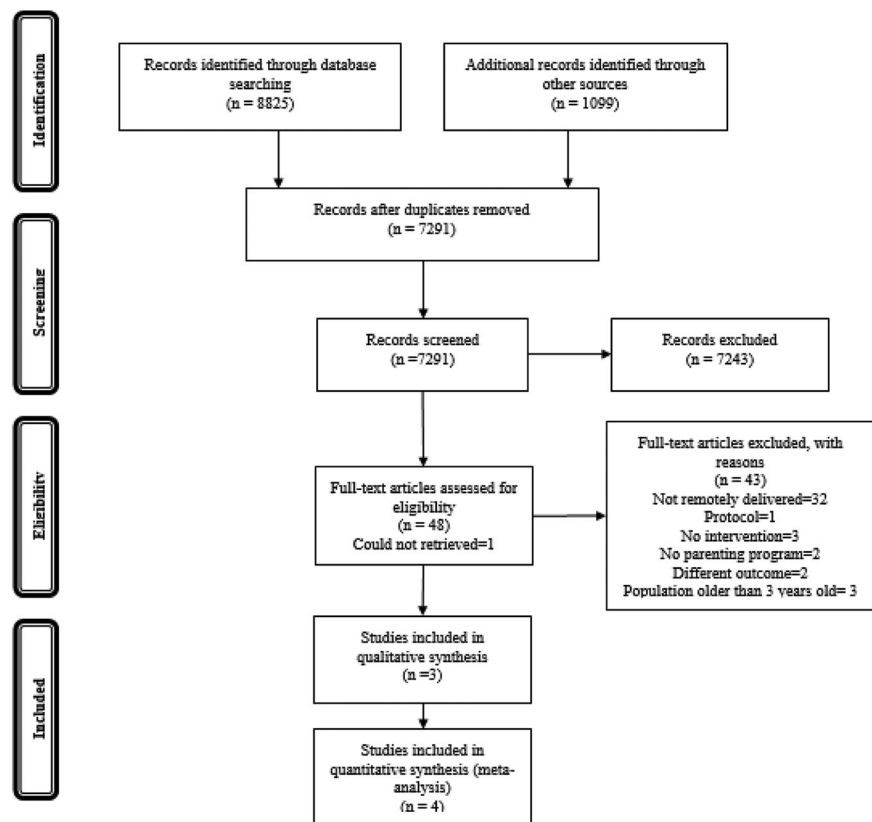 Identification
Records identified through database
searching
(n = 8825)
Additional records identified through
other sources
(n = 1099)
Records after duplicates removed
(n = 7291)
Screening
Records screened
(n =7291)
Records excluded
(n = 7243)
Eligibility
Full-text articles assessed for
eligibility
(n = 48)
Could not retrieved=1
Full-text articles excluded, with
reasons
(n = 43)
Not remotely delivered=32
Protocol=1
No intervention=3
No parenting program=2
Different outcome=2
Population older than 3 years old= 3
Included
Studies included in
qualitative synthesis
(n =3)
Studies included in
quantitative synthesis (meta-
analysis)
(n = 4)